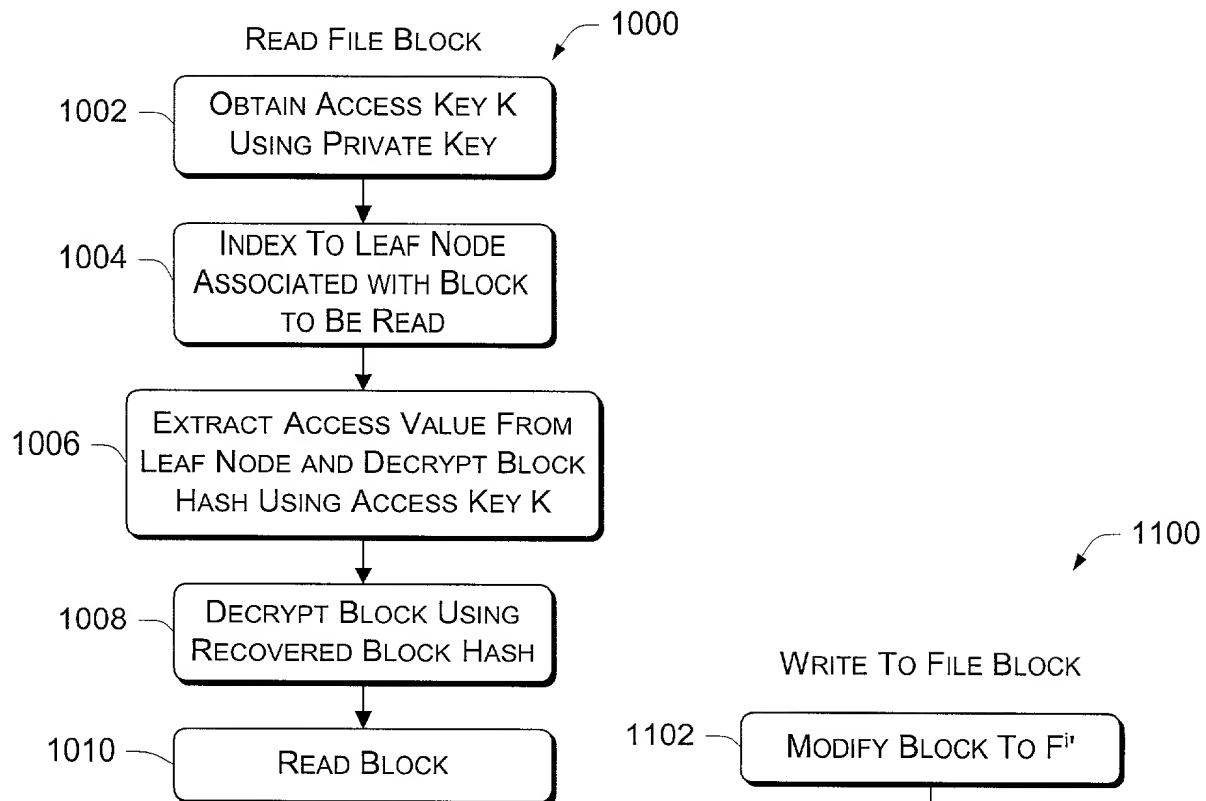 READ FILE BLOCK
1000
1002
OBTAIN ACCESS KEY K
USING PRIVATE KEY
1004
INDEX TO LEAF NODE
ASSOCIATED WITH BLOCK
TO BE READ
1006
EXTRACT ACCESS VALUE FROM
LEAF NODE AND DECRYPT BLOCK
HASH USING ACCESS KEY K
1008
DECRYPT BLOCK USING
RECOVERED BLOCK HASH
1010
READ BLOCK
1100
WRITE TO FILE BLOCK
1102
MODIFY BLOCK TO Fⁱ'